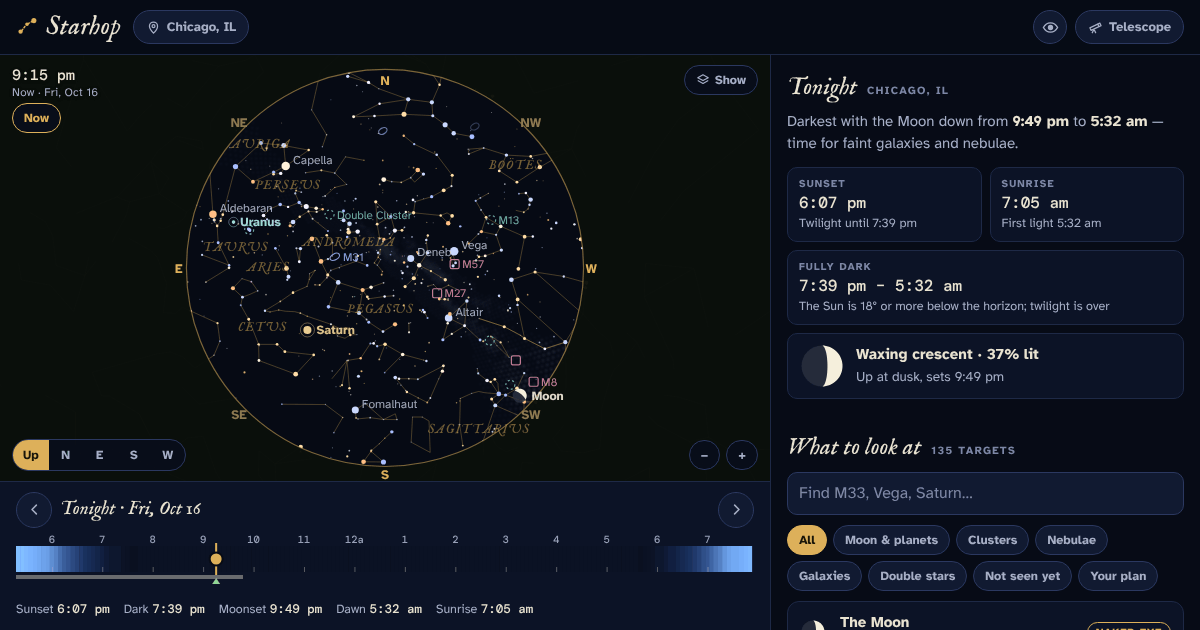 Starhop
Chicago, IL
Telescope
9:15 pm
Now · Fri, Oct 16
Now
Show
N
NE
NW
AURIGA
Capella
BOÖTES
PERSEUS
Aldebaran
Uranus
Double Cluster
M13
TAURUS
ANDROMEDA
Vega
Deneb
M31
M57
E
ARIES
W
M27
PEGASUS
Altair
CETUS
Saturn
M8
Moon
Fomalhaut
SE
SW
SAGITTARIUS
S
Up N E S W
− +
Tonight · Fri, Oct 16
6 7 8 9 10 11 12a 1 2 3 4 5 6 7
Sunset 6:07 pm Dark 7:39 pm Moonset 9:49 pm Dawn 5:32 am Sunrise 7:05 am
Tonight CHICAGO, IL
Darkest with the Moon down from 9:49 pm to 5:32 am —
time for faint galaxies and nebulae.
SUNSET
6:07 pm
Twilight until 7:39 pm
SUNRISE
7:05 am
First light 5:32 am
FULLY DARK
7:39 pm – 5:32 am
The Sun is 18° or more below the horizon; twilight is over
Waxing crescent · 37% lit
Up at dusk, sets 9:49 pm
What to look at 135 TARGETS
Find M33, Vega, Saturn...
All Moon & planets Clusters Nebulae
Galaxies Double stars Not seen yet Your plan
The Moon